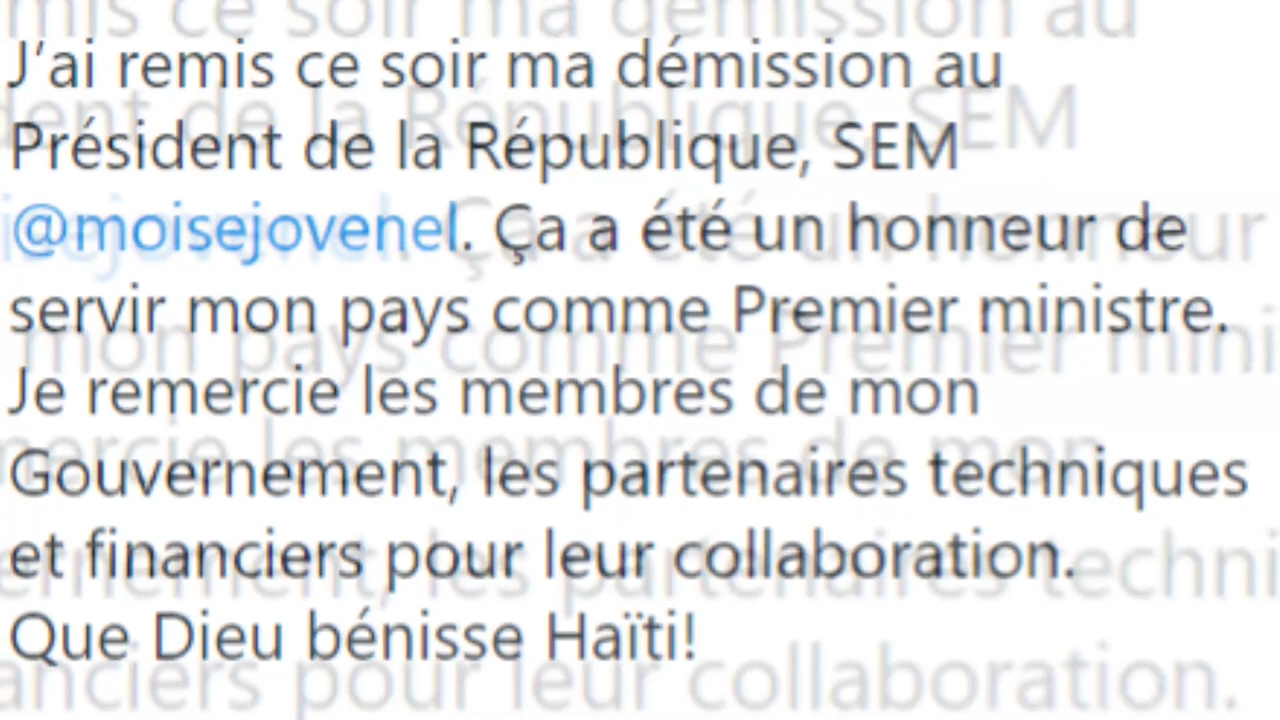 J'ai remis ce soir ma démission au
Président de la République, SEM
@moisejovenel. Ça a été un honneur de
servir mon pays comme Premier ministre.
Je remercie les membres de mon
Gouvernement, les partenaires techniques
et financiers pour leur collaboration.
Que Dieu bénisse Haïti!